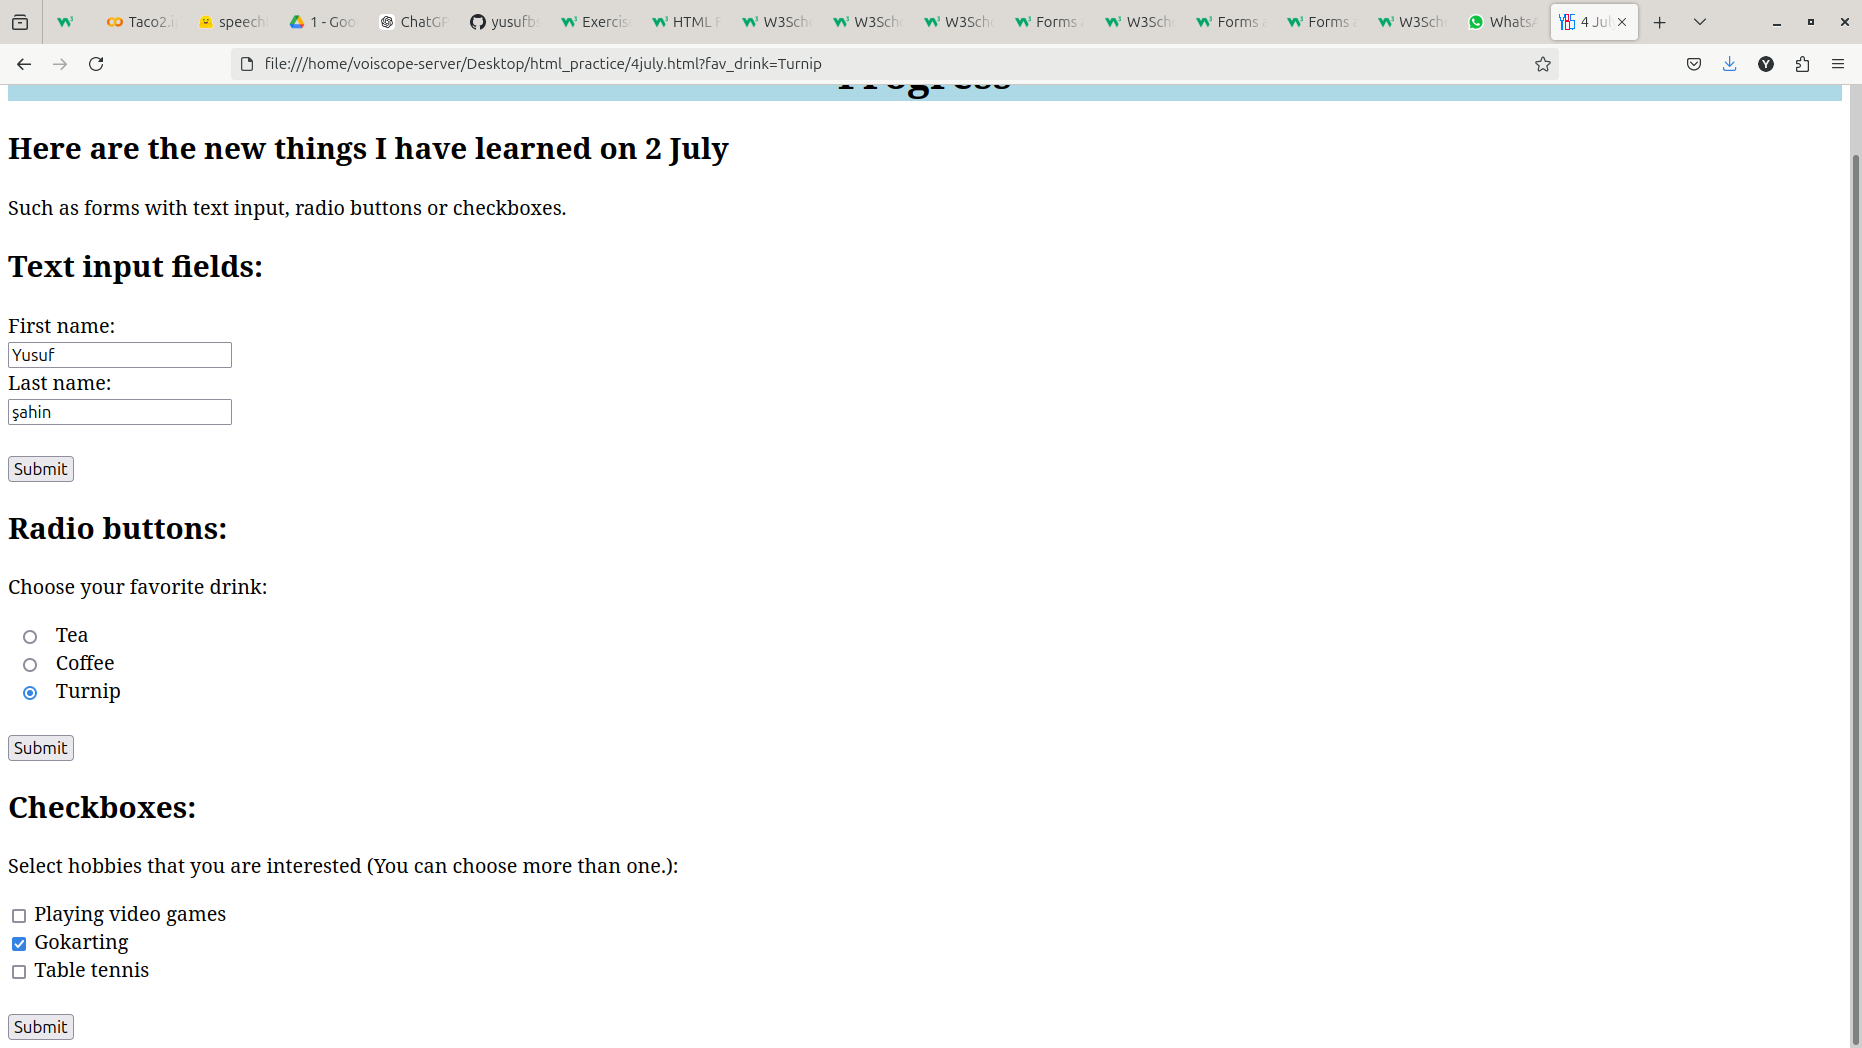 Taco2.i
speech
1 - Goo
ChatGP
yusufb
Exercis
HTML F
W3Sch
W3Sch
W3Sch
Forms
W3Sch
Forms
Forms
W3Sch
WhatsA
4 Jul
file:///home/voiscope-server/Desktop/html_practice/4july.html?fav_drink=Turnip
Y
Progress
Here are the new things I have learned on 2 July
Such as forms with text input, radio buttons or checkboxes.
Text input fields:
First name:
Yusuf
Last name:
şahin
Submit
Radio buttons:
Choose your favorite drink:
Tea
Coffee
Turnip
Submit
Checkboxes:
Select hobbies that you are interested (You can choose more than one.):
Playing video games
Gokarting
Table tennis
Submit